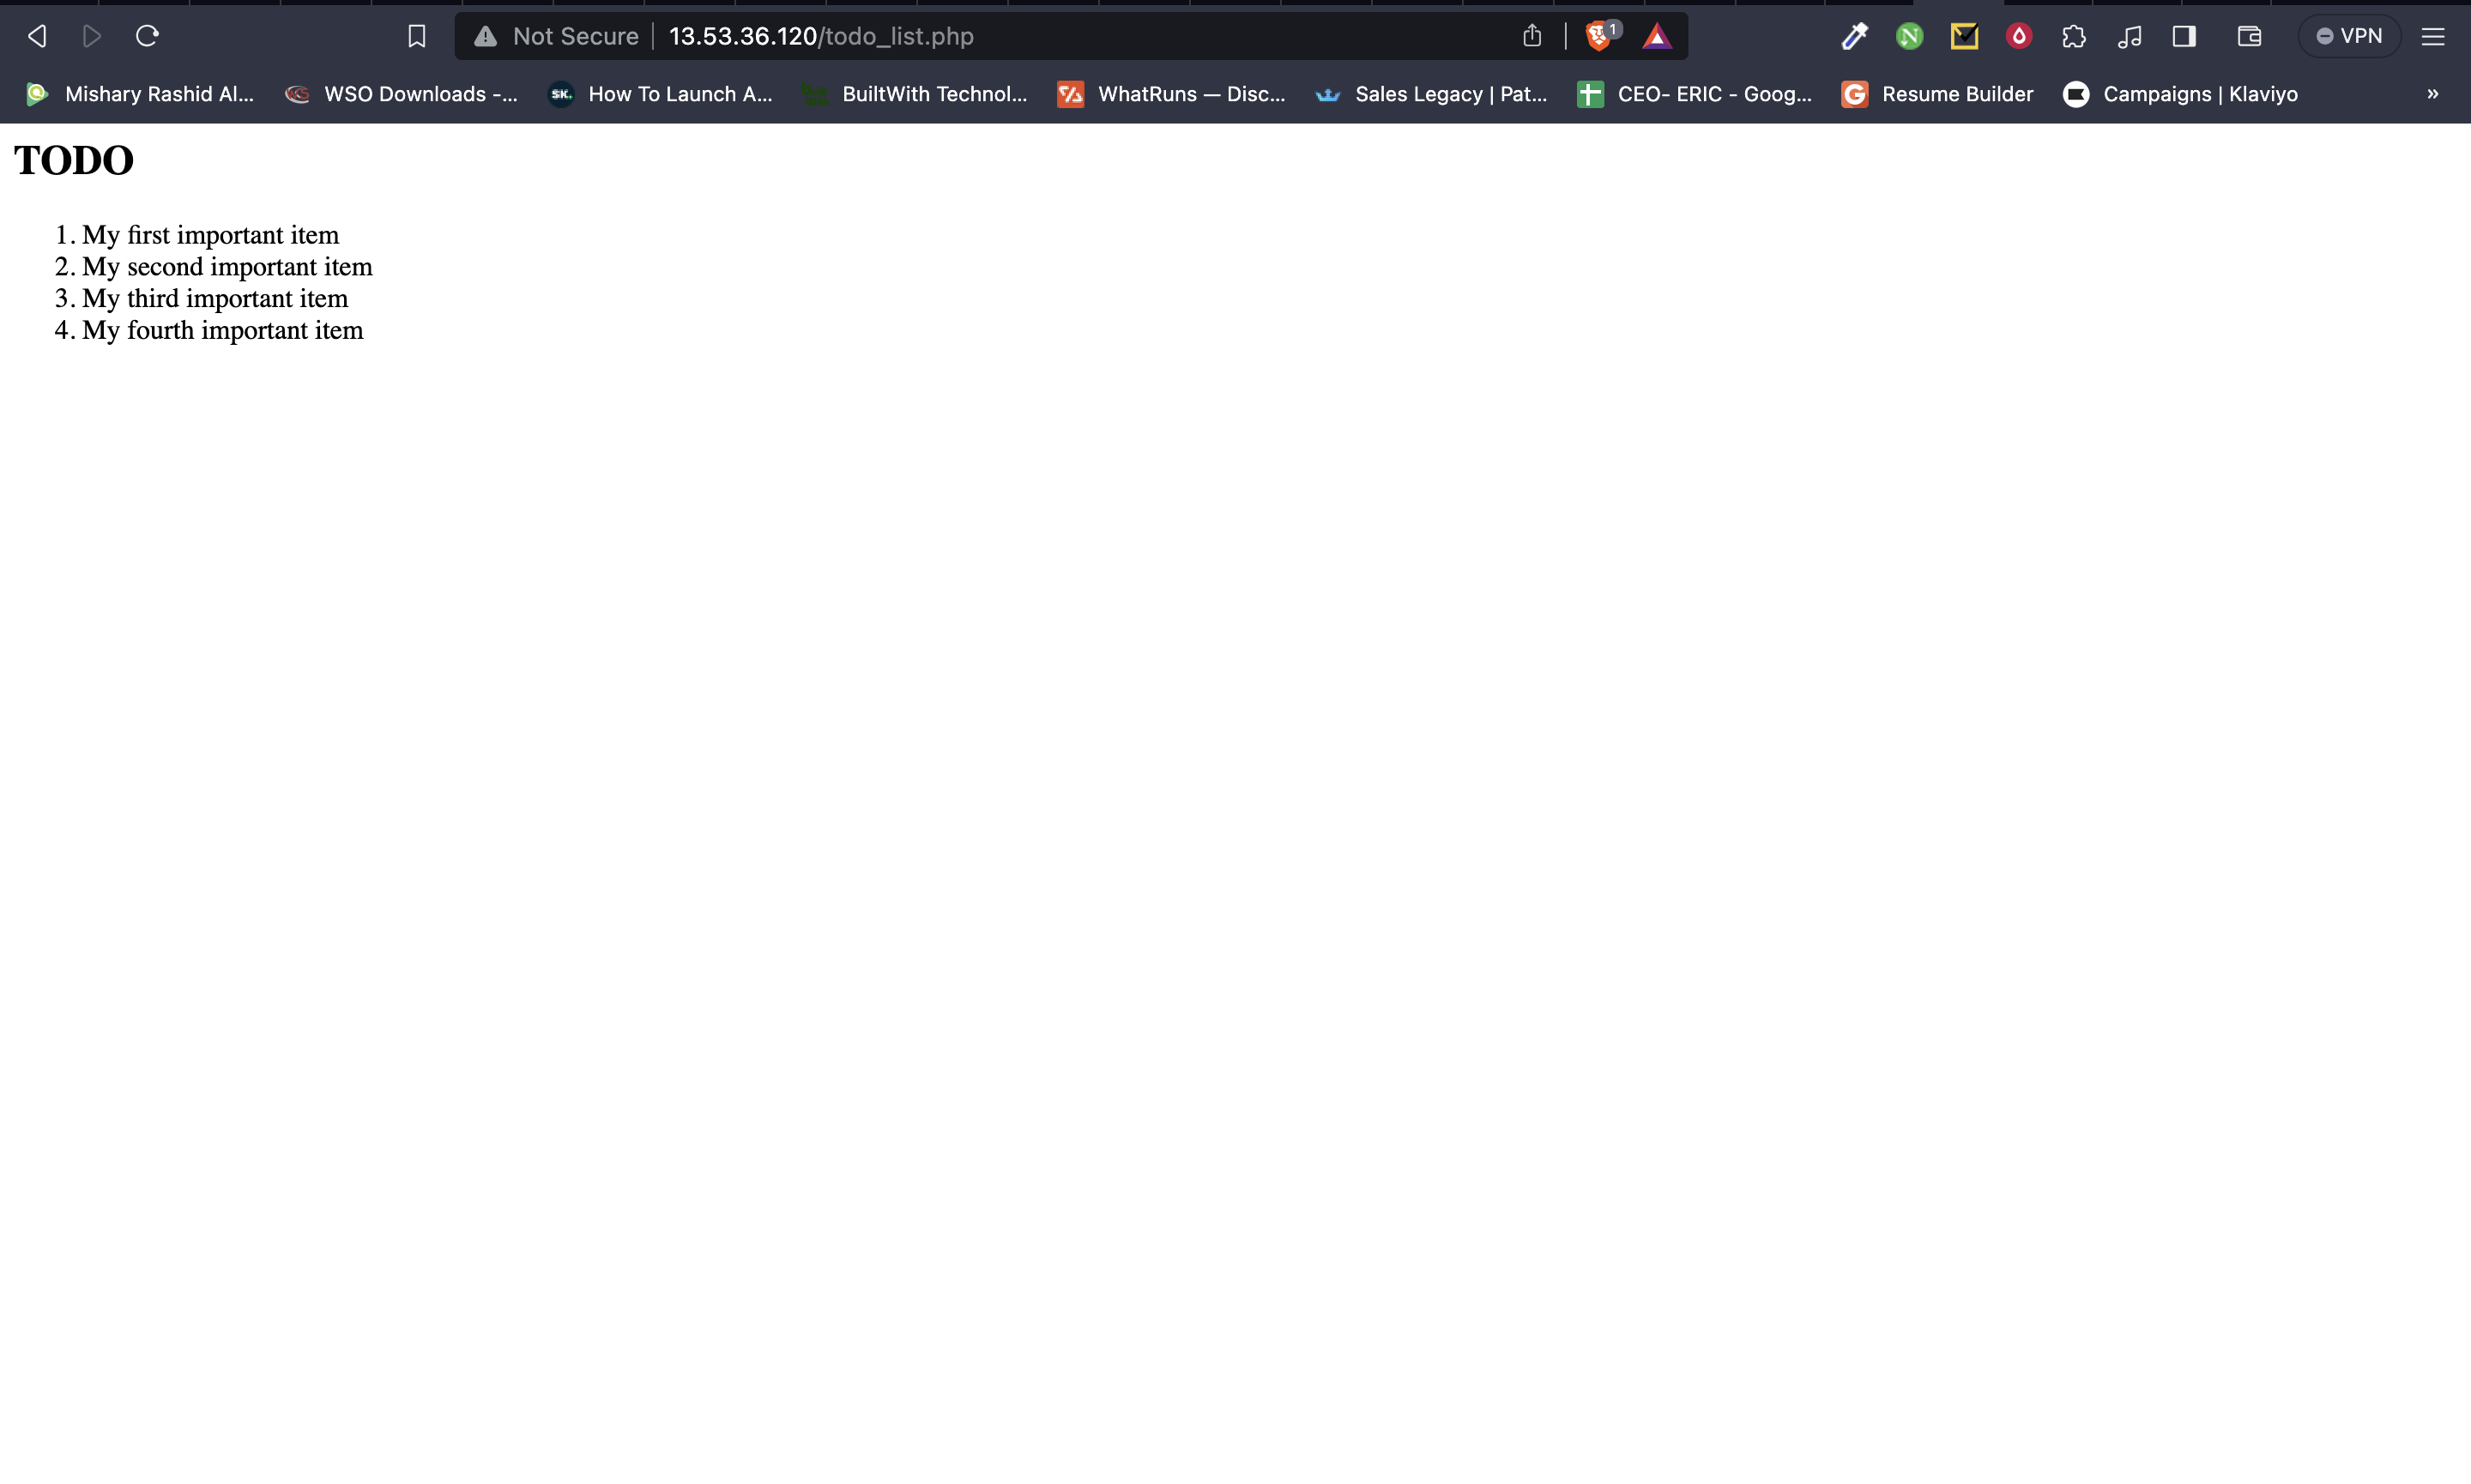 Not Secure 13.53.36.120/todo_list.php 1 VPN
Mishary Rashid Al... WSO Downloads -... SK. How To Launch A... BuiltWith Technol... WhatRuns — Disc... Sales Legacy | Pat... CEO- ERIC - Goog... Resume Builder Campaigns | Klaviyo »
TODO
1. My first important item
2. My second important item
3. My third important item
4. My fourth important item